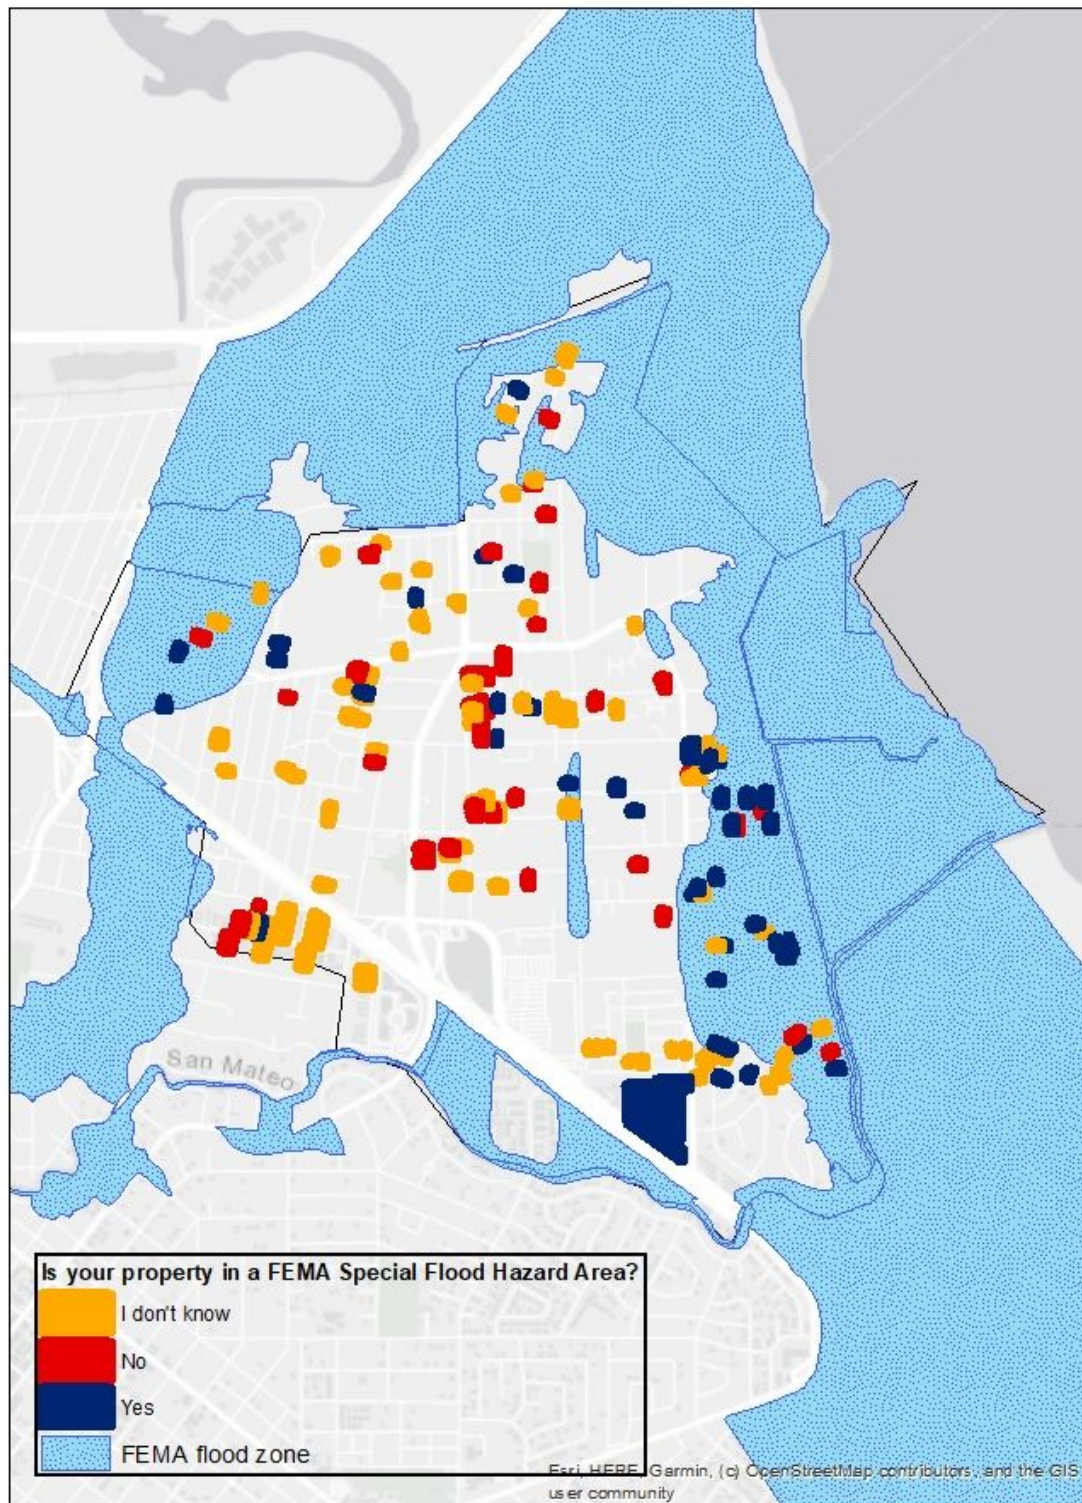 San Mateo
Is your property in a FEMA Special Flood Hazard Area?
I don't know
No
Yes
FEMA flood zone
Esri, HERE, Garmin, (c) OpenStreetMap contributors, and the GIS
user community